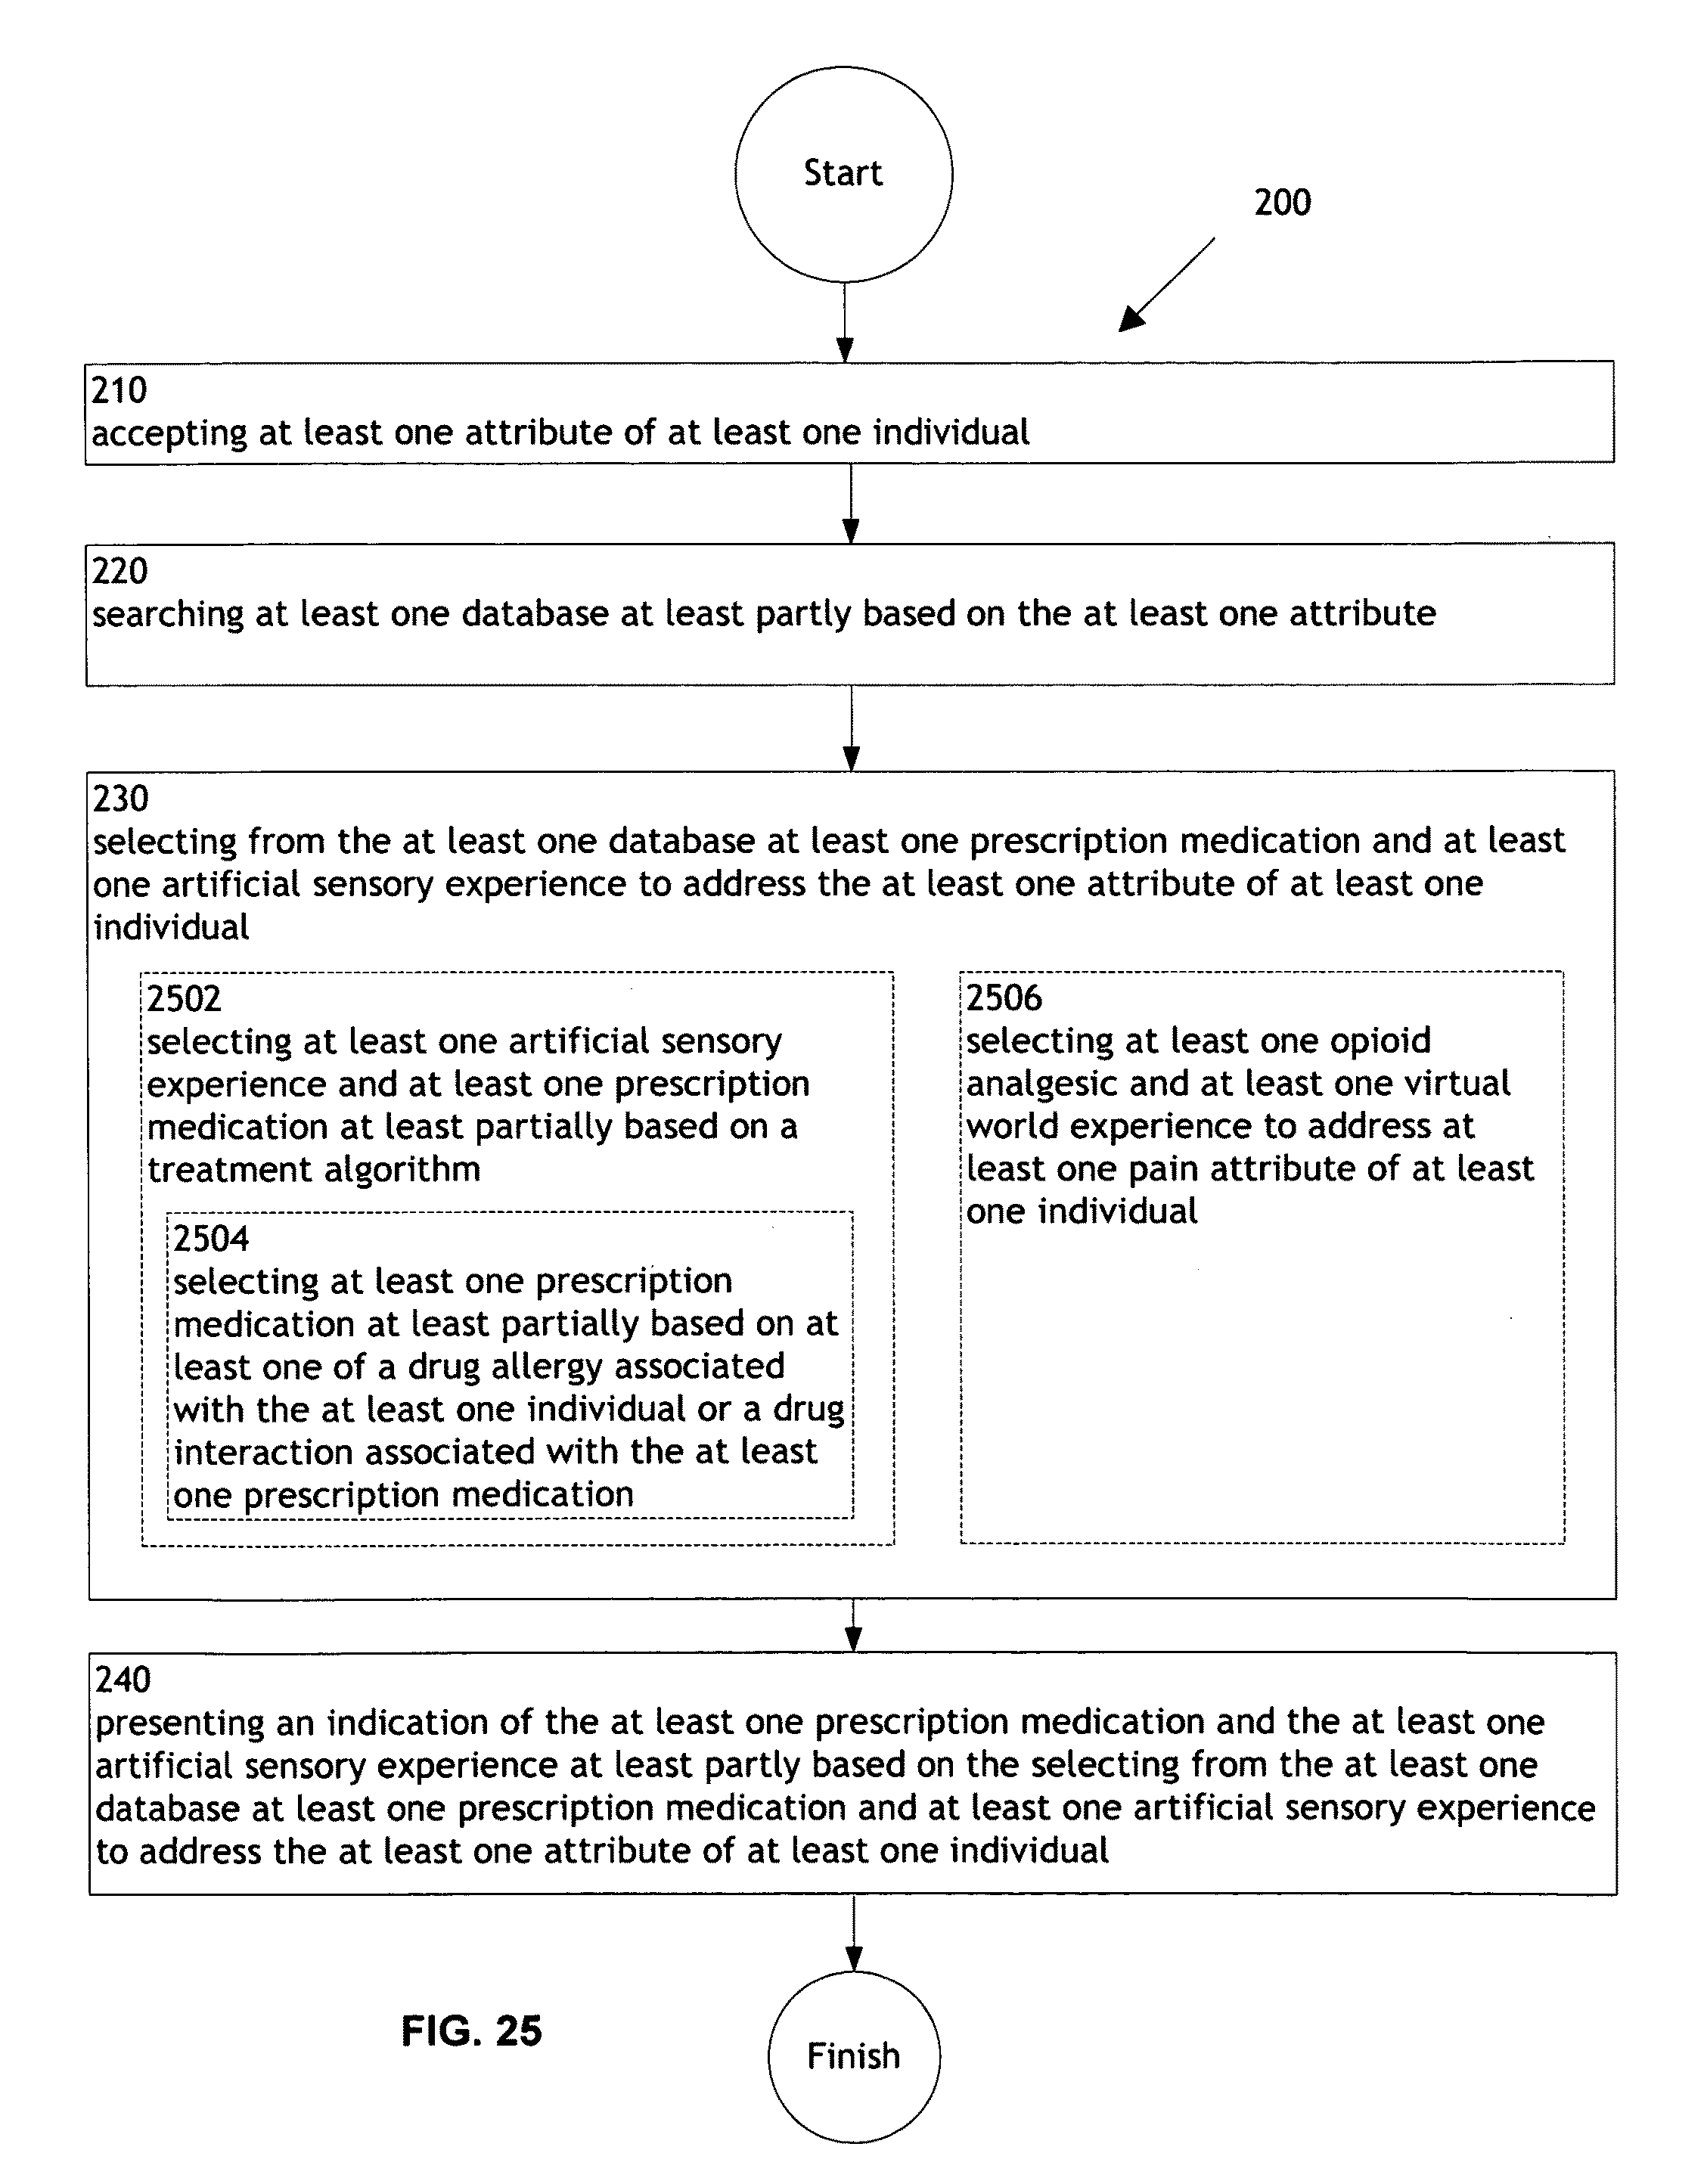 Start
200
210
accepting at least one attribute of at least one individual
220
searching at least one database at least partly based on the at least one attribute
230
selecting from the at least one database at least one prescription medication and at least
one artificial sensory experience to address the at least one attribute of at least one
individual
2502
selecting at least one artificial sensory
experience and at least one prescription
medication at least partially based on a
treatment algorithm
2504
selecting at least one prescription
medication at least partially based on at
least one of a drug allergy associated
with the at least one individual or a drug
interaction associated with the at least
one prescription medication
2506
selecting at least one opioid
analgesic and at least one virtual
world experience to address at
least one pain attribute of at least
one individual
240
presenting an indication of the at least one prescription medication and the at least one
artificial sensory experience at least partly based on the selecting from the at least one
database at least one prescription medication and at least one artificial sensory experience
to address the at least one attribute of at least one individual
FIG. 25
Finish